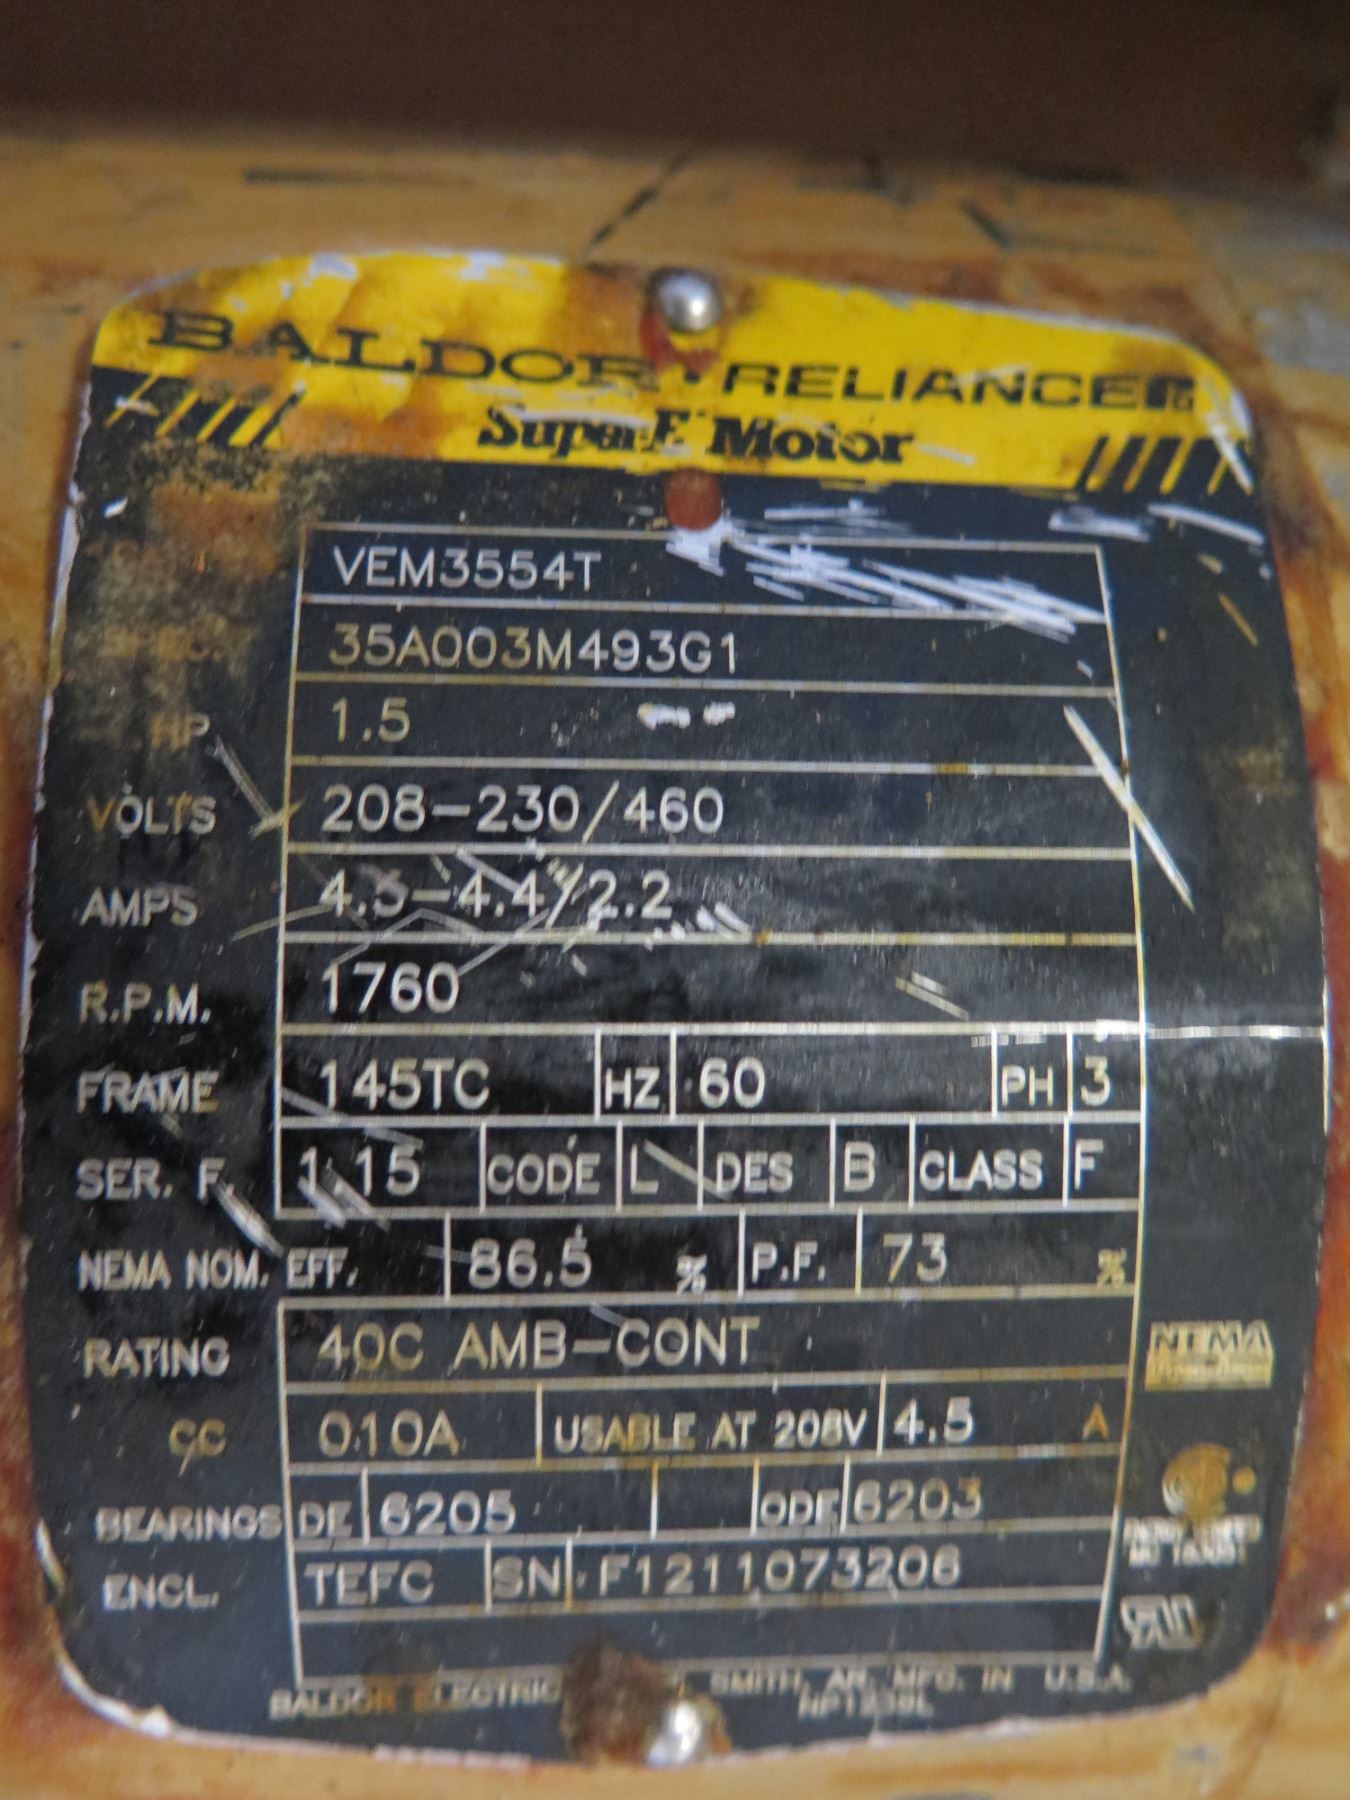 BALDOR • RELIANCE
Super-E Motor
VEM3554T
SPEC. 35A003M493G1
HP 1.5
VOLTS 208-230/460
AMPS 4.5-4.4/2.2
R.P.M. 1760
FRAME 145TC HZ 60 PH 3
SER. F. 1.15 CODE L DES B CLASS F
NEMA NOM. EFF. 86.5 % P.F. 73 %
RATING 40C AMB-CONT
CC 010A USABLE AT 208V 4.5 A
BEARINGS DE 6205 ODE 6203
ENCL. TEFC SN F1211073206
NEMA
BALDOR ELECTRIC SMITH, AR. MFG. IN U.S.A.
NP1239L